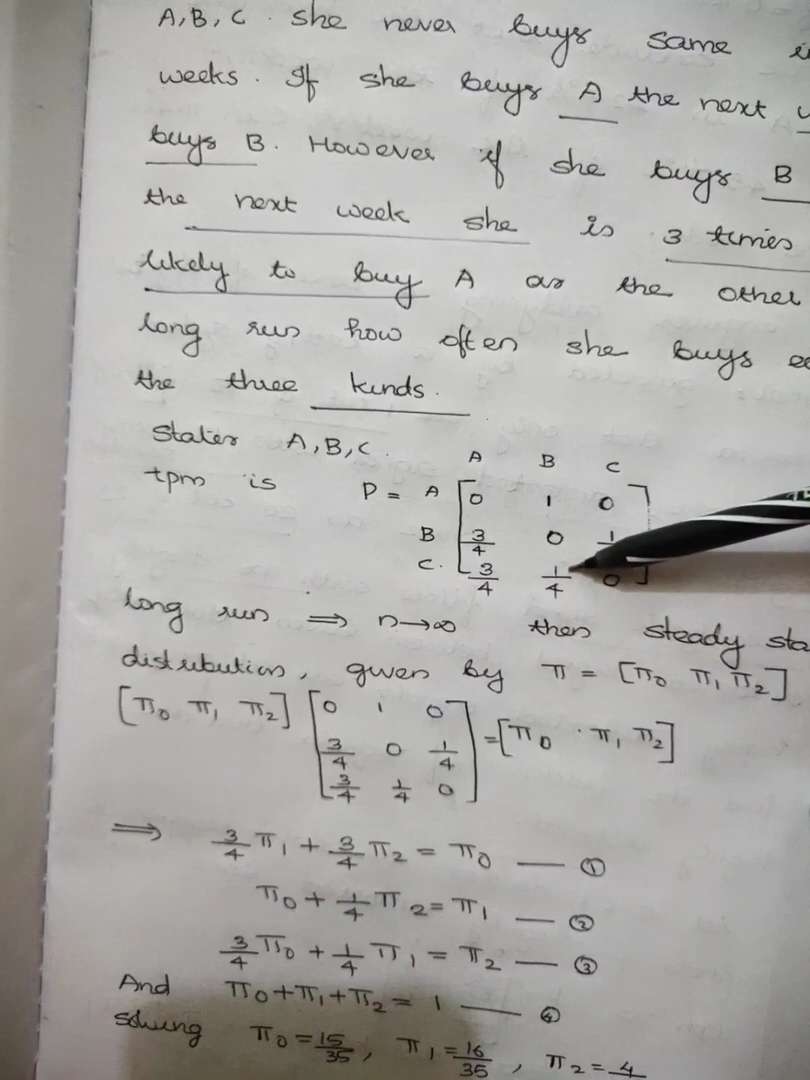 A, B, C. she never buys same
weeks. If she buys A the next
buys B. However if she buys B
the next week she is 3 times
likely to buy A as the other
long run how often she buys
the three kinds.
States A, B, C.
A B C
tpm is P = A [0 1 0]
B 3/4 0 1
C. 3/4 1/4 0
long run ⟹ n→∞ then steady
distribution, given by π = [π0 π1 π2]
[π0 π1 π2] [0 1 0
3/4 0 1/4
3/4 1/4 0] = [π0 · π1 π2]
⟹ 3/4 π1 + 3/4 π2 = π0 — ①
π0 + 1/4 π2 = π1 — ②
3/4 π0 + 1/4 π1 = π2 — ③
And π0 + π1 + π2 = 1 — ④
solving π0 = 15/35, π1 = 16/35, π2 = 4